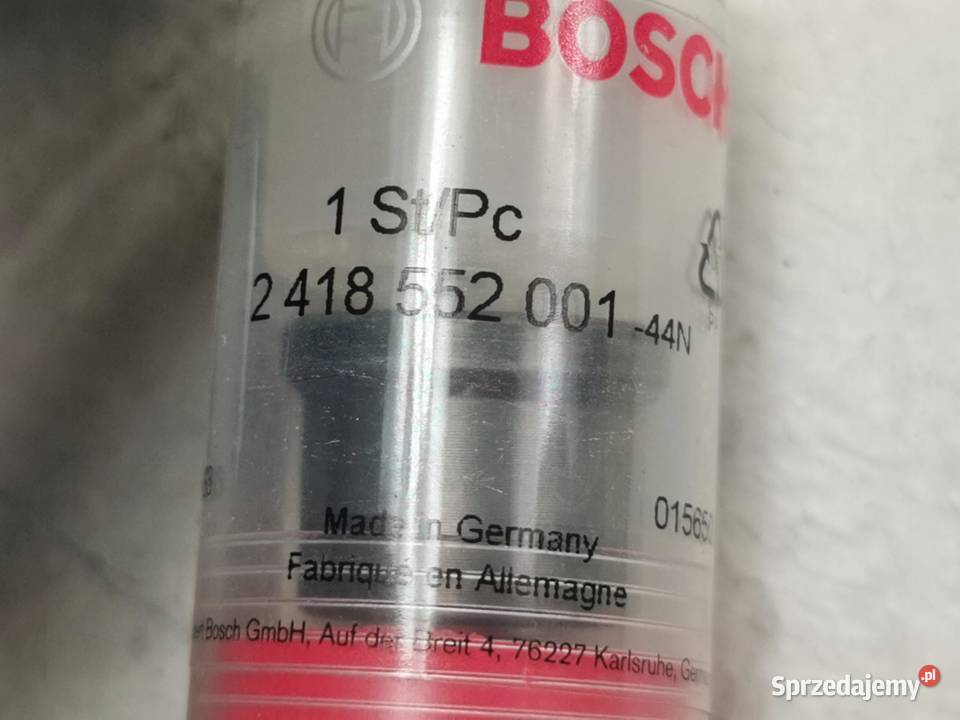 BOSCH
1 St/Pc
2 418 552 001 -44N
Made in Germany
01565
Fabriqué en Allemagne
Bosch GmbH, Auf der Breit 4, 76227 Karlsruhe,
Sprzedajemy.pl